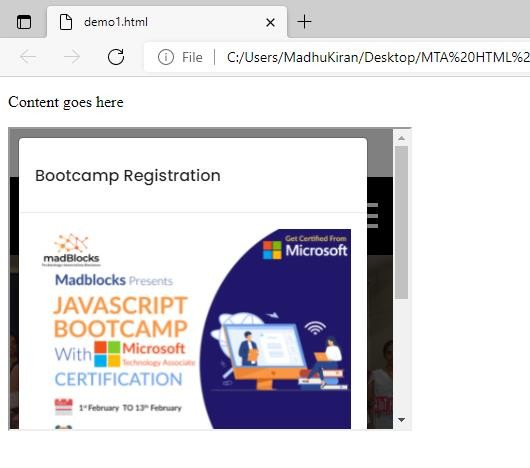 demo1.html
File | C:/Users/MadhuKiran/Desktop/MTA%20HTML%2
Content goes here
Bootcamp Registration
madBlocks
Get Certified From
Microsoft
Madblocks Presents
JAVASCRIPT
BOOTCAMP
With Microsoft
Technology Associate
CERTIFICATION
1st February TO 13th February